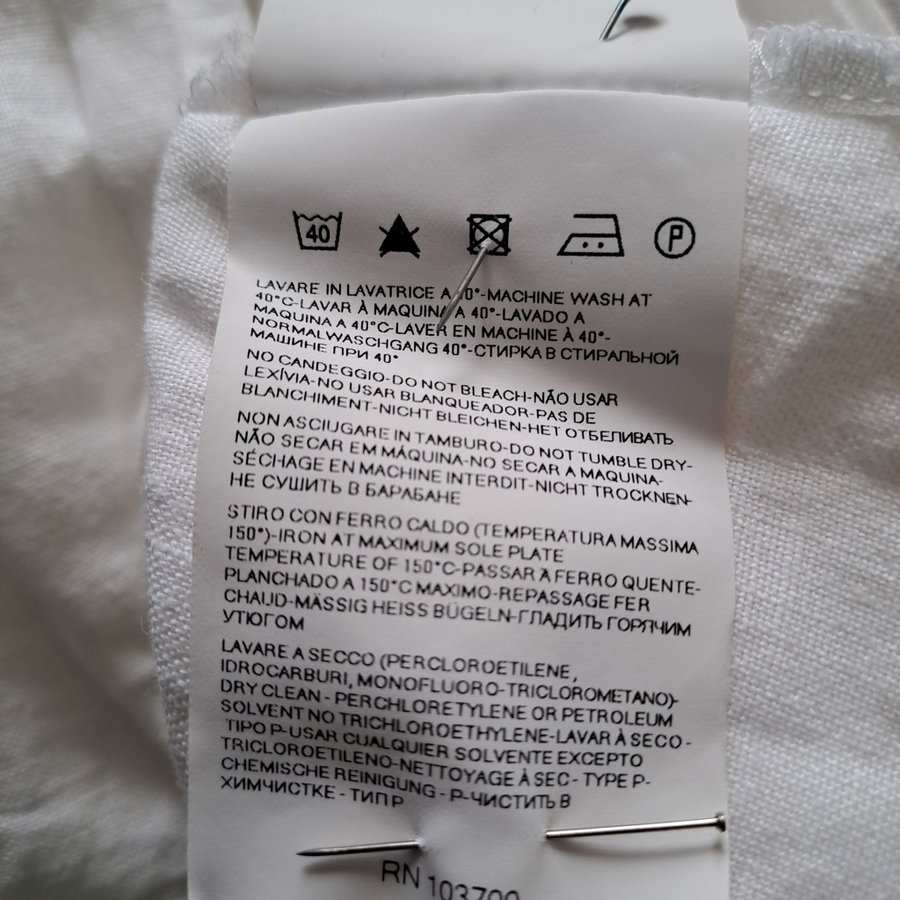 40 P
LAVARE IN LAVATRICE A 40°-MACHINE WASH AT
40°C-LAVAR À MAQUINA A 40°-LAVADO A
MAQUINA A 40°C-LAVER EN MACHINE À 40°-
NORMALWASCHGANG 40°-СТИРКА В СТИРАЛЬНОЙ
МАШИНЕ ПРИ 40°
NO CANDEGGIO-DO NOT BLEACH-NÃO USAR
LEXÍVIA-NO USAR BLANQUEADOR-PAS DE
BLANCHIMENT-NICHT BLEICHEN-НЕТ ОТБЕЛИВАТЬ
NON ASCIUGARE IN TAMBURO-DO NOT TUMBLE DRY-
NÃO SECAR EM MÁQUINA-NO SECAR A MAQUINA-
SÉCHAGE EN MACHINE INTERDIT-NICHT TROCKNEN-
НЕ СУШИТЬ В БАРАБАНЕ
STIRO CON FERRO CALDO (TEMPERATURA MASSIMA
150°)-IRON AT MAXIMUM SOLE PLATE
TEMPERATURE OF 150°C-PASSAR À FERRO QUENTE-
PLANCHADO A 150°C MAXIMO-REPASSAGE FER
CHAUD-MÄSSIG HEISS BÜGELN-ГЛАДИТЬ ГОРЯЧИМ
УТЮГОМ
LAVARE A SECCO (PERCLOROETILENE,
IDROCARBURI, MONOFLUORO-TRICLOROMETANO)-
DRY CLEAN - PERCHLORETYLENE OR PETROLEUM
SOLVENT NO TRICHLOROETHYLENE-LAVAR À SECO -
TIPO P-USAR CUALQUIER SOLVENTE EXCEPTO
TRICLOROETILENO-NETTOYAGE À SEC - TYPE P-
CHEMISCHE REINIGUNG - P-ЧИСТИТЬ В
ХИМЧИСТКЕ - ТИП P
RN